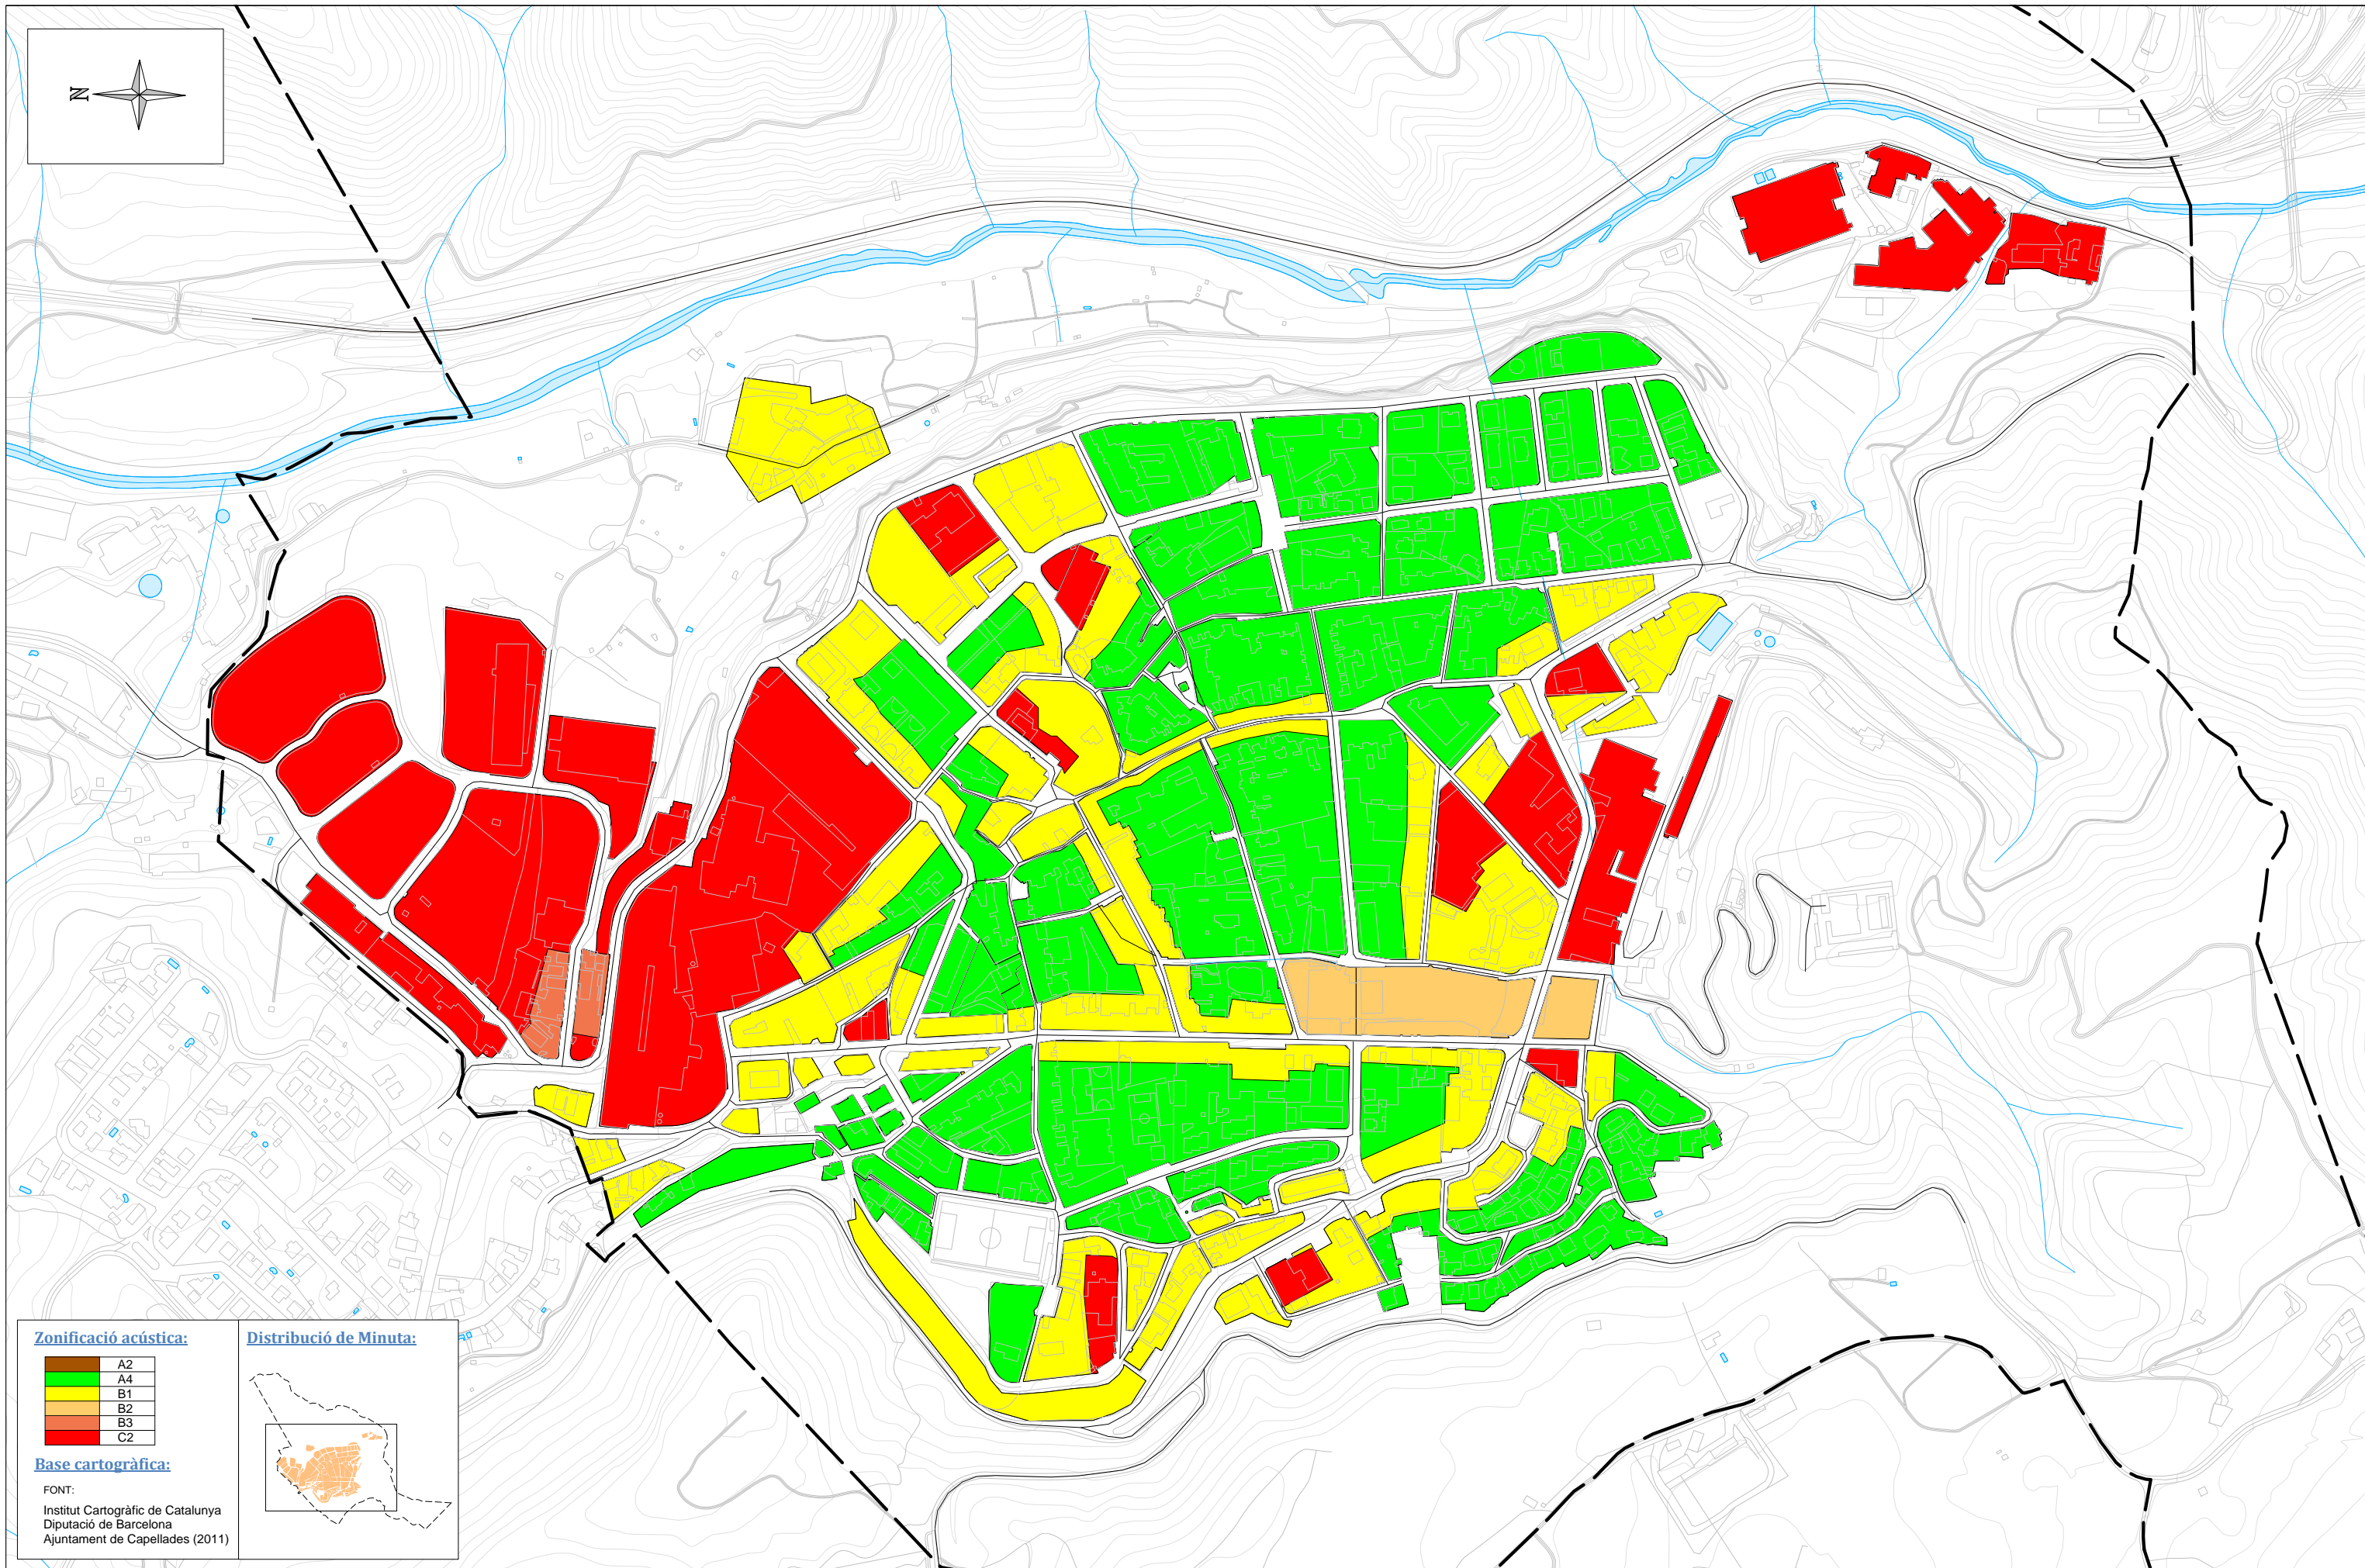 N
Zonificació acústica:
A2
A4
B1
B2
B3
C2
Base cartogràfica:
FONT:
Institut Cartogràfic de Catalunya
Diputació de Barcelona
Ajuntament de Capellades (2011)
Distribució de Minuta: